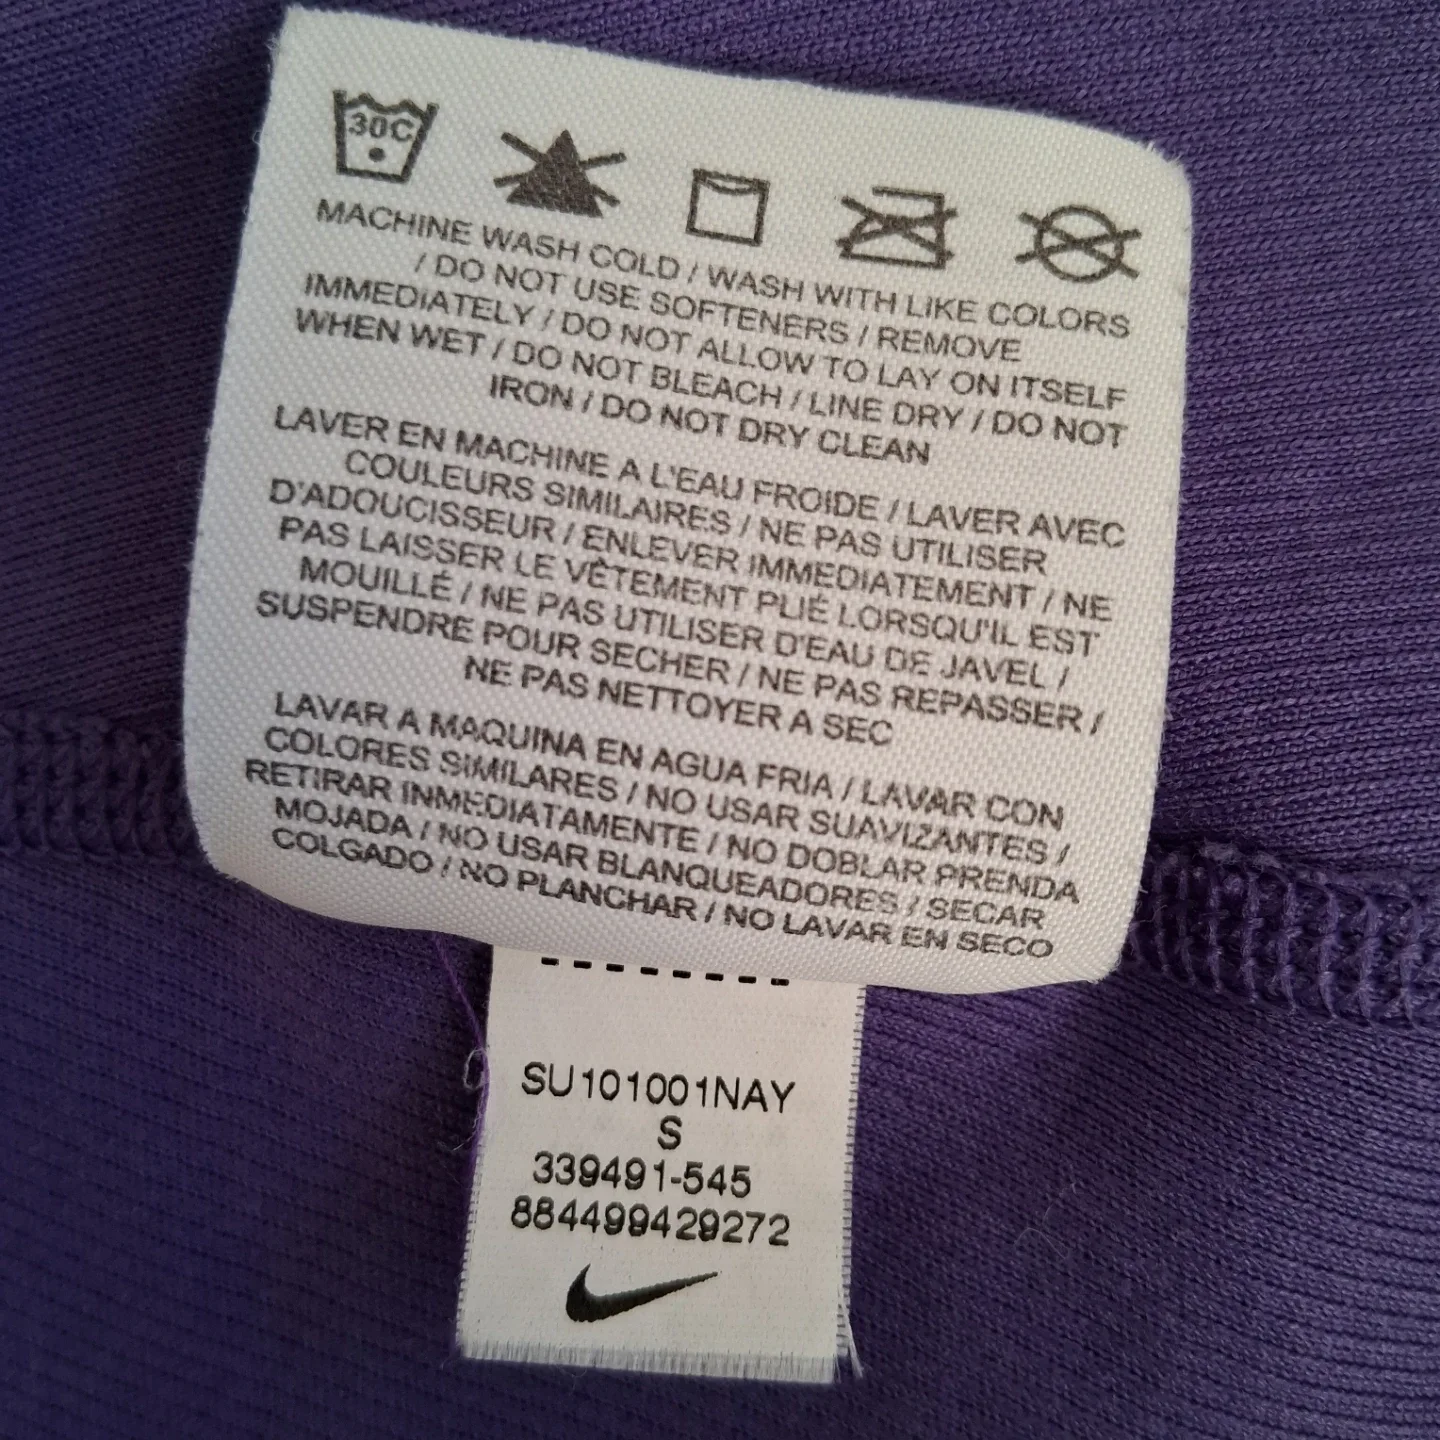 30C
MACHINE WASH COLD / WASH WITH LIKE COLORS
/ DO NOT USE SOFTENERS / REMOVE
IMMEDIATELY / DO NOT ALLOW TO LAY ON ITSELF
WHEN WET / DO NOT BLEACH / LINE DRY / DO NOT
IRON / DO NOT DRY CLEAN
LAVER EN MACHINE A L'EAU FROIDE / LAVER AVEC
COULEURS SIMILAIRES / NE PAS UTILISER
D'ADOUCISSEUR / ENLEVER IMMEDIATEMENT / NE
PAS LAISSER LE VÊTEMENT PLIÉ LORSQU'IL EST
MOUILLÉ / NE PAS UTILISER D'EAU DE JAVEL /
SUSPENDRE POUR SECHER / NE PAS REPASSER /
NE PAS NETTOYER A SEC
LAVAR A MAQUINA EN AGUA FRIA / LAVAR CON
COLORES SIMILARES / NO USAR SUAVIZANTES /
RETIRAR INMEDIATAMENTE / NO DOBLAR PRENDA
MOJADA / NO USAR BLANQUEADORES / SECAR
COLGADO / NO PLANCHAR / NO LAVAR EN SECO
SU101001NAY
S
339491-545
884499429272